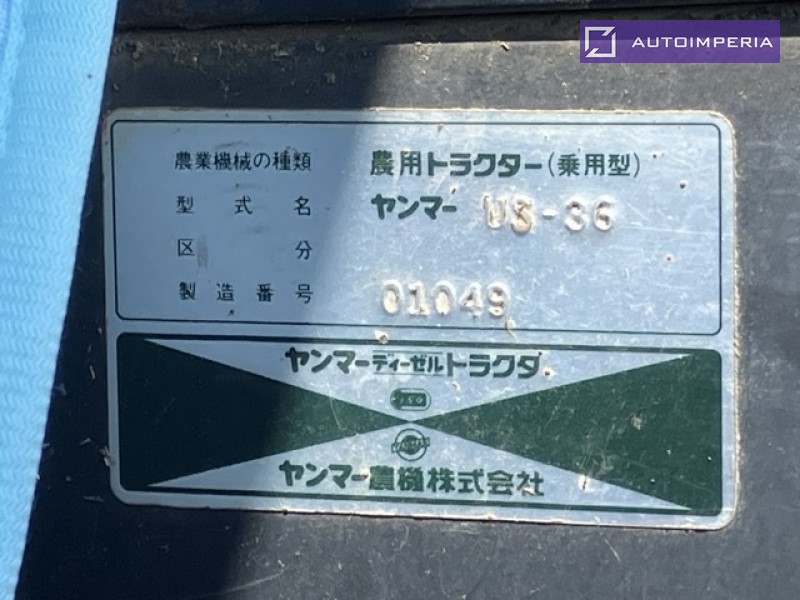 AUTOIMPERIA
農業機械の種類 農用トラクター(乗用型)
型式名 ヤンマー US-36
区分
製造番号 01049
ヤンマーディーゼルトラクタ
ヤンマー農機株式会社